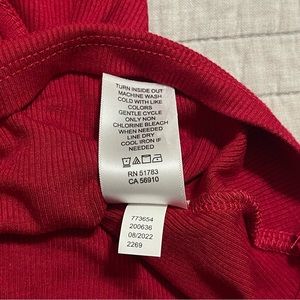 TURN INSIDE OUT
MACHINE WASH
COLD WITH LIKE
COLORS
GENTLE CYCLE
ONLY NON
CHLORINE BLEACH
WHEN NEEDED
LINE DRY
COOL IRON IF
NEEDED
RN 51783
CA 56910
773654
200636
08/2022
2269